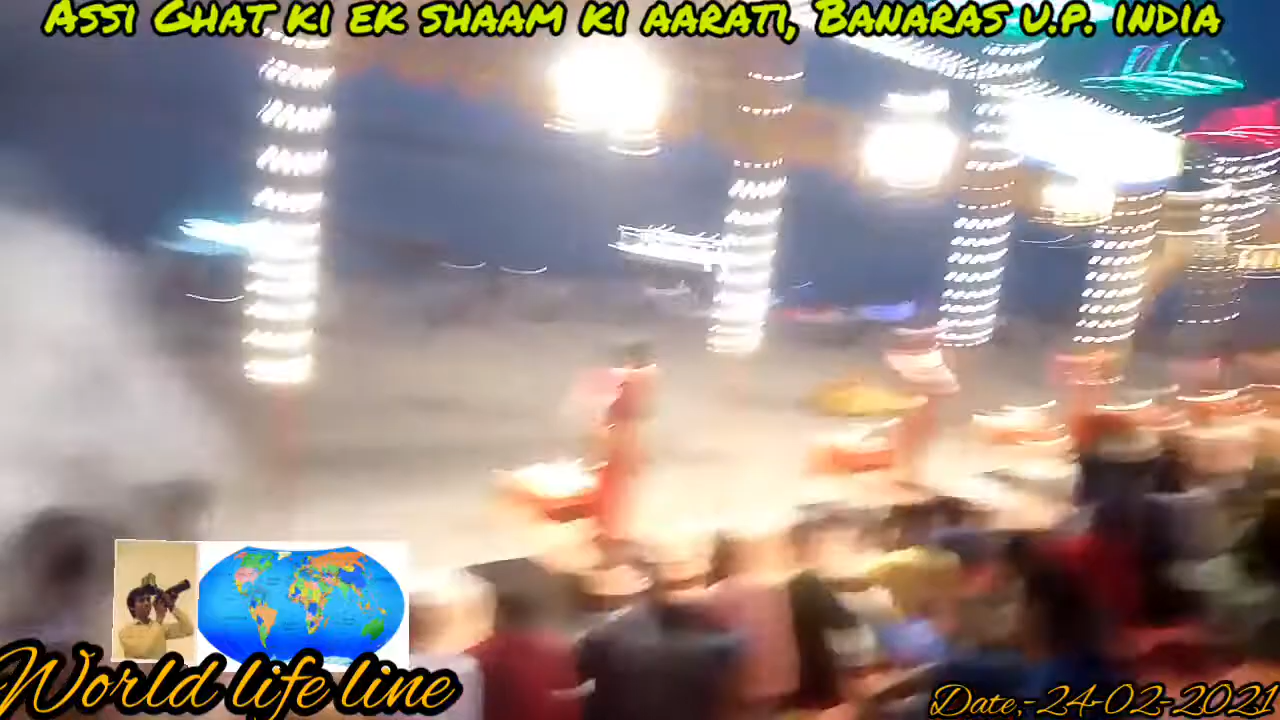 Assi Ghat ki ek shaam ki aarati, Banaras u.p. india
World life line
Date:-24-02-2021